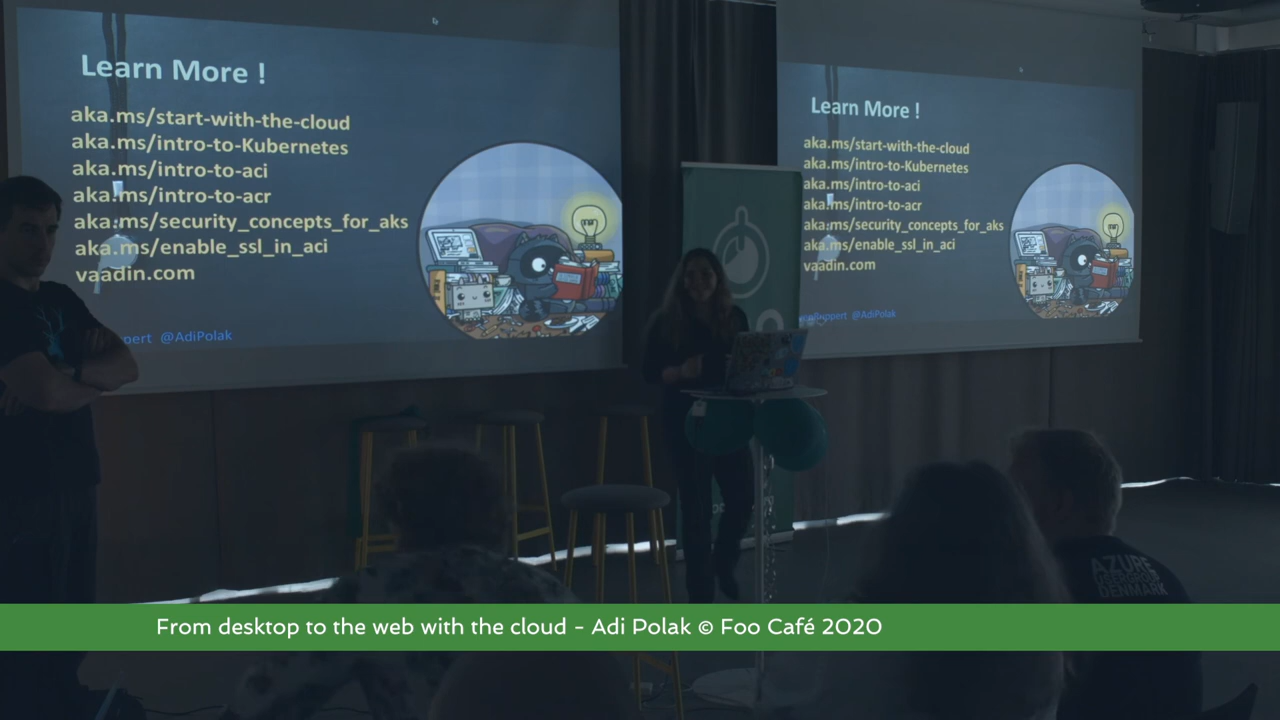 Learn More !
aka.ms/start-with-the-cloud
aka.ms/intro-to-Kubernetes
aka.ms/intro-to-aci
aka.ms/intro-to-acr
aka.ms/security_concepts_for_aks
aka.ms/enable_ssl_in_aci
vaadin.com
@AdiPolak
Learn More !
aka.ms/start-with-the-cloud
aka.ms/intro-to-Kubernetes
aka.ms/intro-to-aci
aka.ms/intro-to-acr
aka.ms/security_concepts_for_aks
aka.ms/enable_ssl_in_aci
vaadin.com
@AdiPolak
AZURE
USERGROUP
DENMARK
From desktop to the web with the cloud - Adi Polak © Foo Café 2020